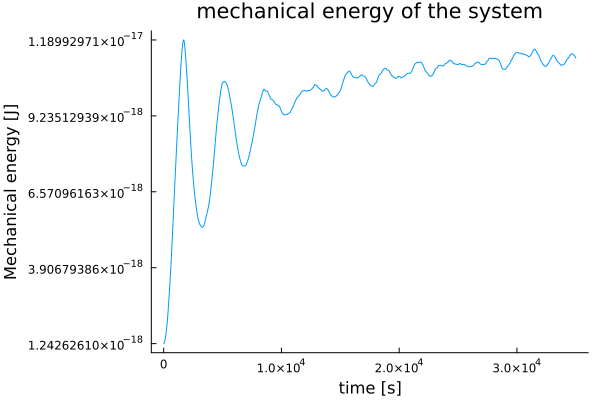 mechanical energy of the system
Mechanical energy [J]
1.18992971×10⁻¹⁷
9.23512939×10⁻¹⁸
6.57096163×10⁻¹⁸
3.90679386×10⁻¹⁸
1.24262610×10⁻¹⁸
0 1.0×10⁴ 2.0×10⁴ 3.0×10⁴
time [s]